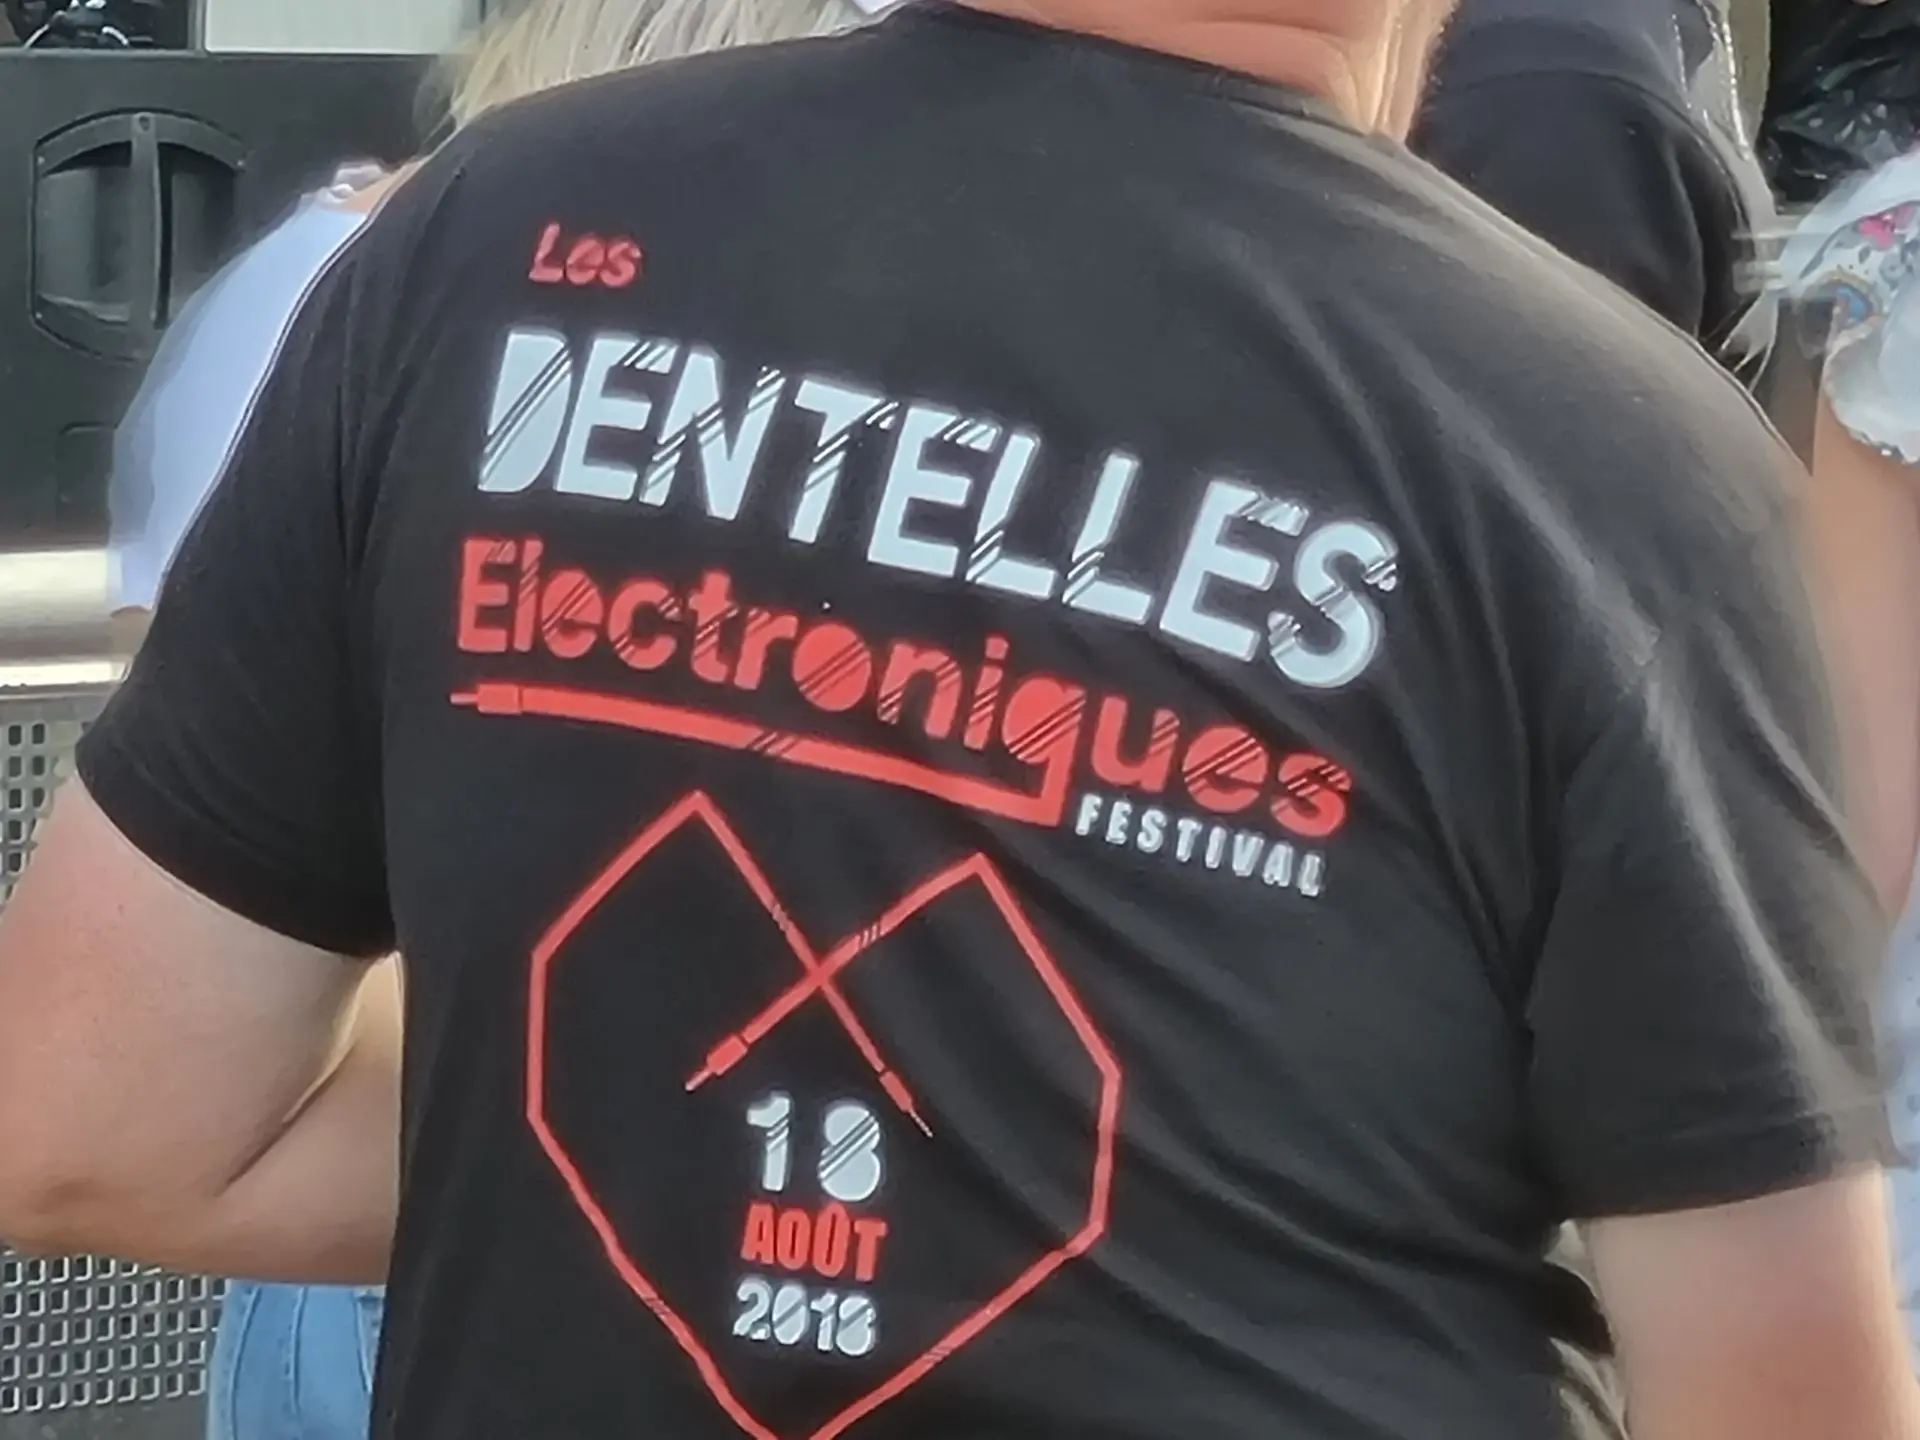 Les
DENTELLES
Electroniques
FESTIVAL
18
AOÛT
2018